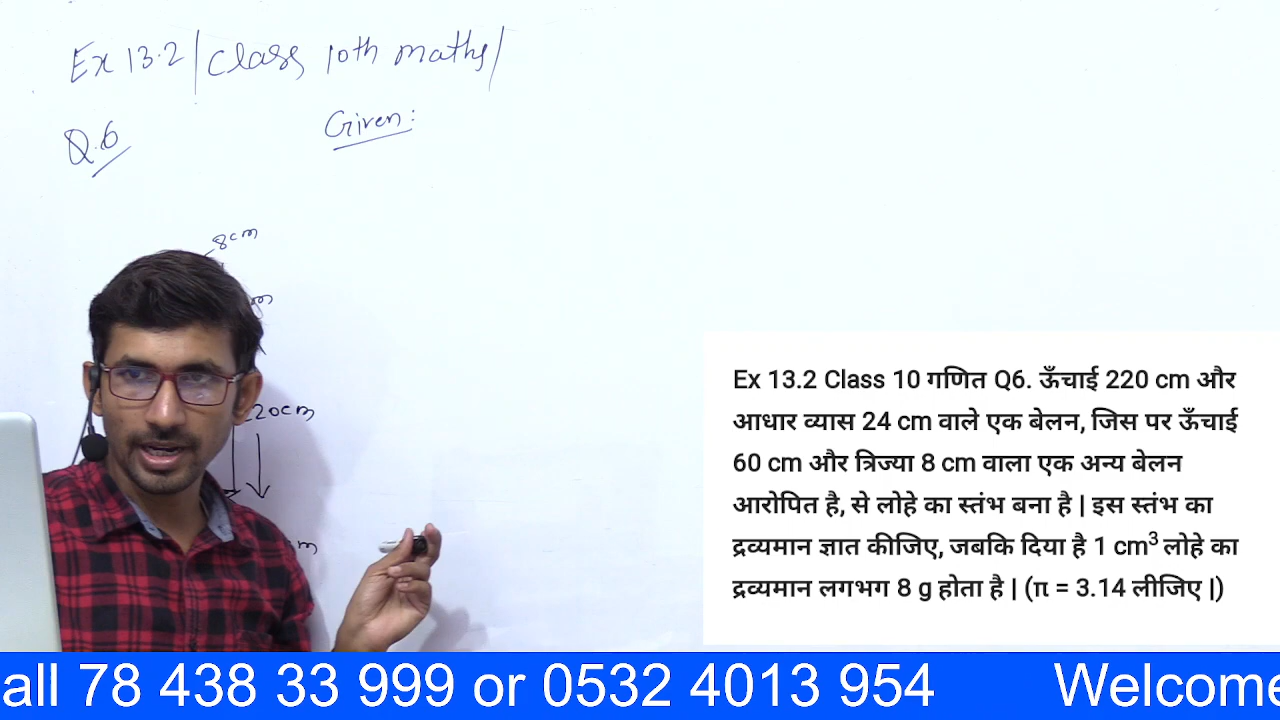 Ex 13.2 | Class 10th maths |
Q.6
Given:
8cm
20cm
Ex 13.2 Class 10 गणित Q6. ऊँचाई 220 cm और
आधार व्यास 24 cm वाले एक बेलन, जिस पर ऊँचाई
60 cm और त्रिज्या 8 cm वाला एक अन्य बेलन
आरोपित है, से लोहे का स्तंभ बना है | इस स्तंभ का
द्रव्यमान ज्ञात कीजिए, जबकि दिया है 1 cm³ लोहे का
द्रव्यमान लगभग 8 g होता है | (π = 3.14 लीजिए |)
all 78 438 33 999 or 0532 4013 954 Welcome